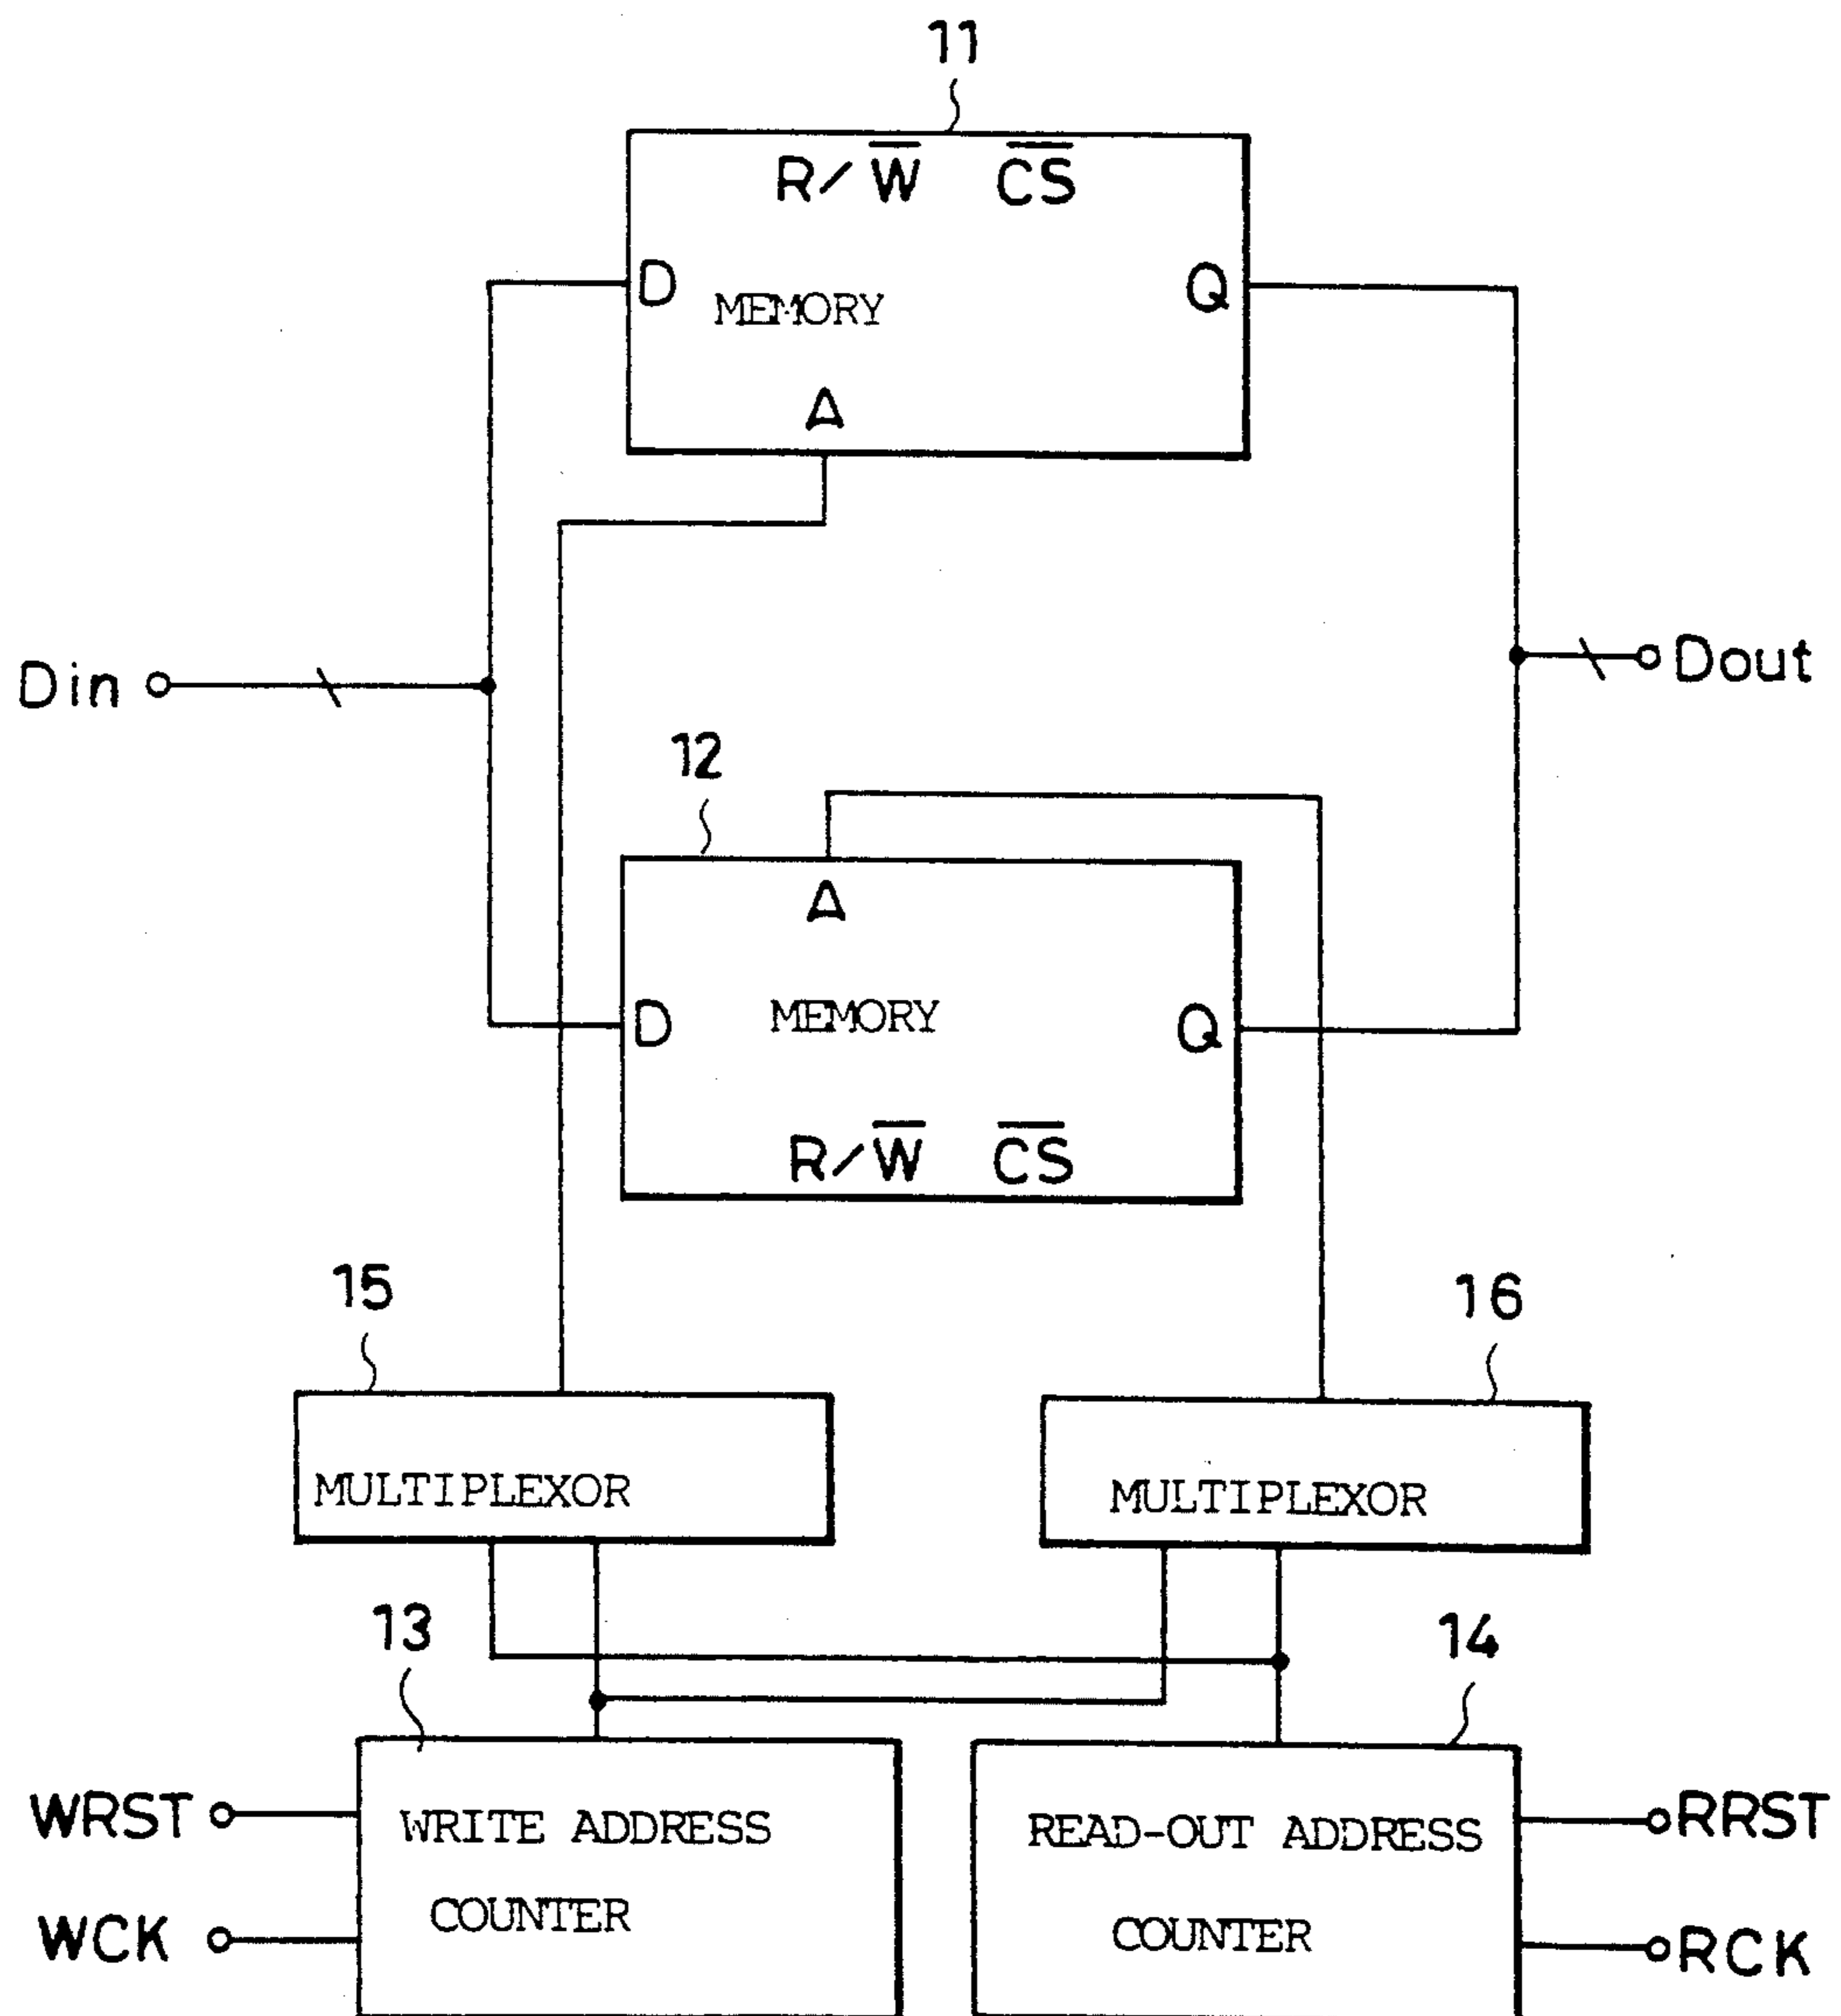 11
R/W̅ C̅S̅
D
MEMORY
Q
A
Din
Dout
12
A
D
MEMORY
Q
R/W̅ C̅S̅
15
16
MULTIPLEXOR
MULTIPLEXOR
13
14
WRST
WRITE ADDRESS
COUNTER
WCK
READ-OUT ADDRESS
COUNTER
RRST
RCK